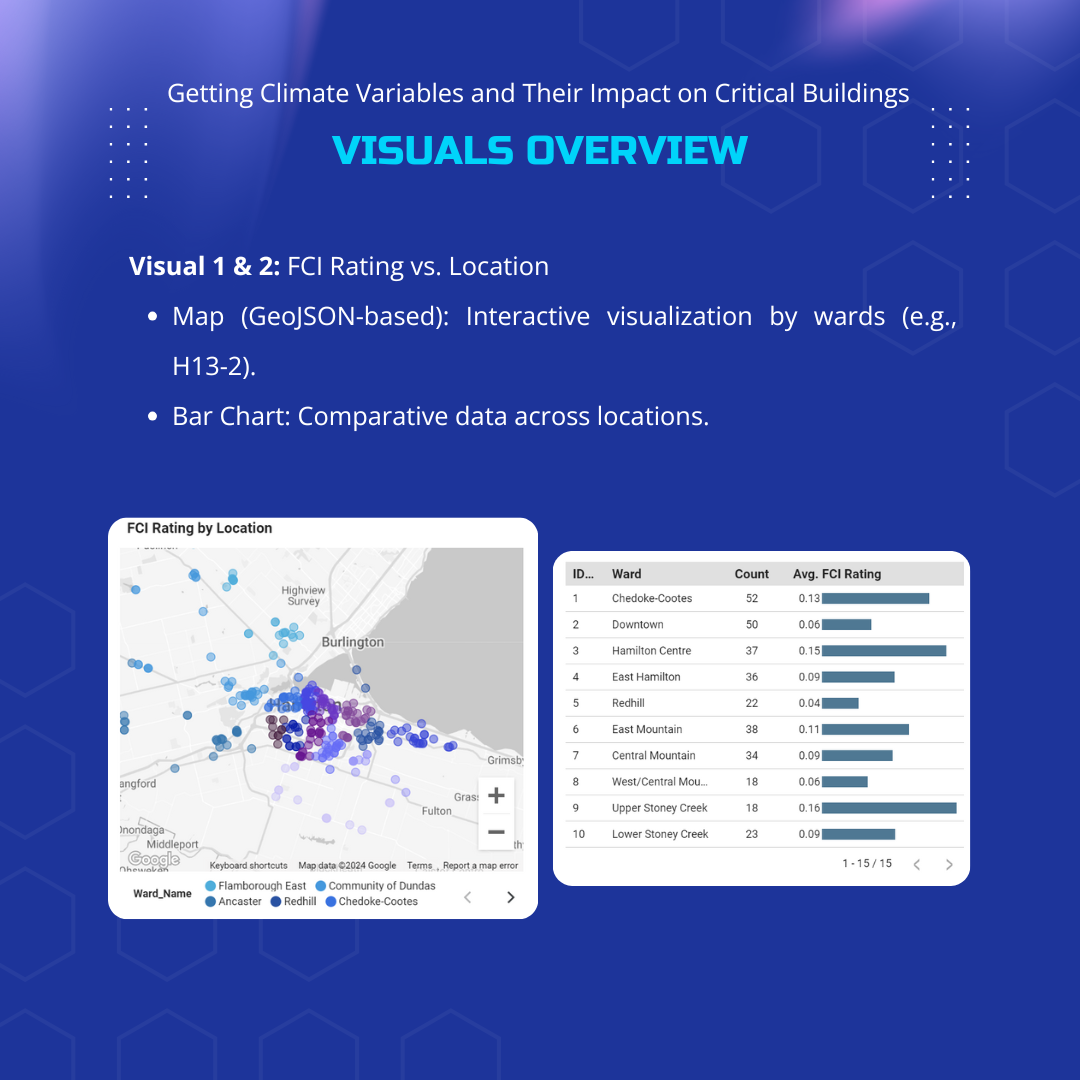 Getting Climate Variables and Their Impact on Critical Buildings
VISUALS OVERVIEW
Visual 1 & 2: FCI Rating vs. Location
Map (GeoJSON-based): Interactive visualization by wards (e.g.,
H13-2).
Bar Chart: Comparative data across locations.
FCI Rating by Location
Highview
Survey
Burlington
Grimsb
angford
Grass
Fulton
Onondaga
Middleport
Google
Ohsweken
Keyboard shortcuts Map data ©2024 Google Terms Report a map error
Ward_Name
Flamborough East Community of Dundas
Ancaster Redhill Chedoke-Cootes
ID... Ward Count Avg. FCI Rating
1 Chedoke-Cootes 52 0.13
2 Downtown 50 0.06
3 Hamilton Centre 37 0.15
4 East Hamilton 36 0.09
5 Redhill 22 0.04
6 East Mountain 38 0.11
7 Central Mountain 34 0.09
8 West/Central Mou... 18 0.06
9 Upper Stoney Creek 18 0.16
10 Lower Stoney Creek 23 0.09
1 - 15 / 15